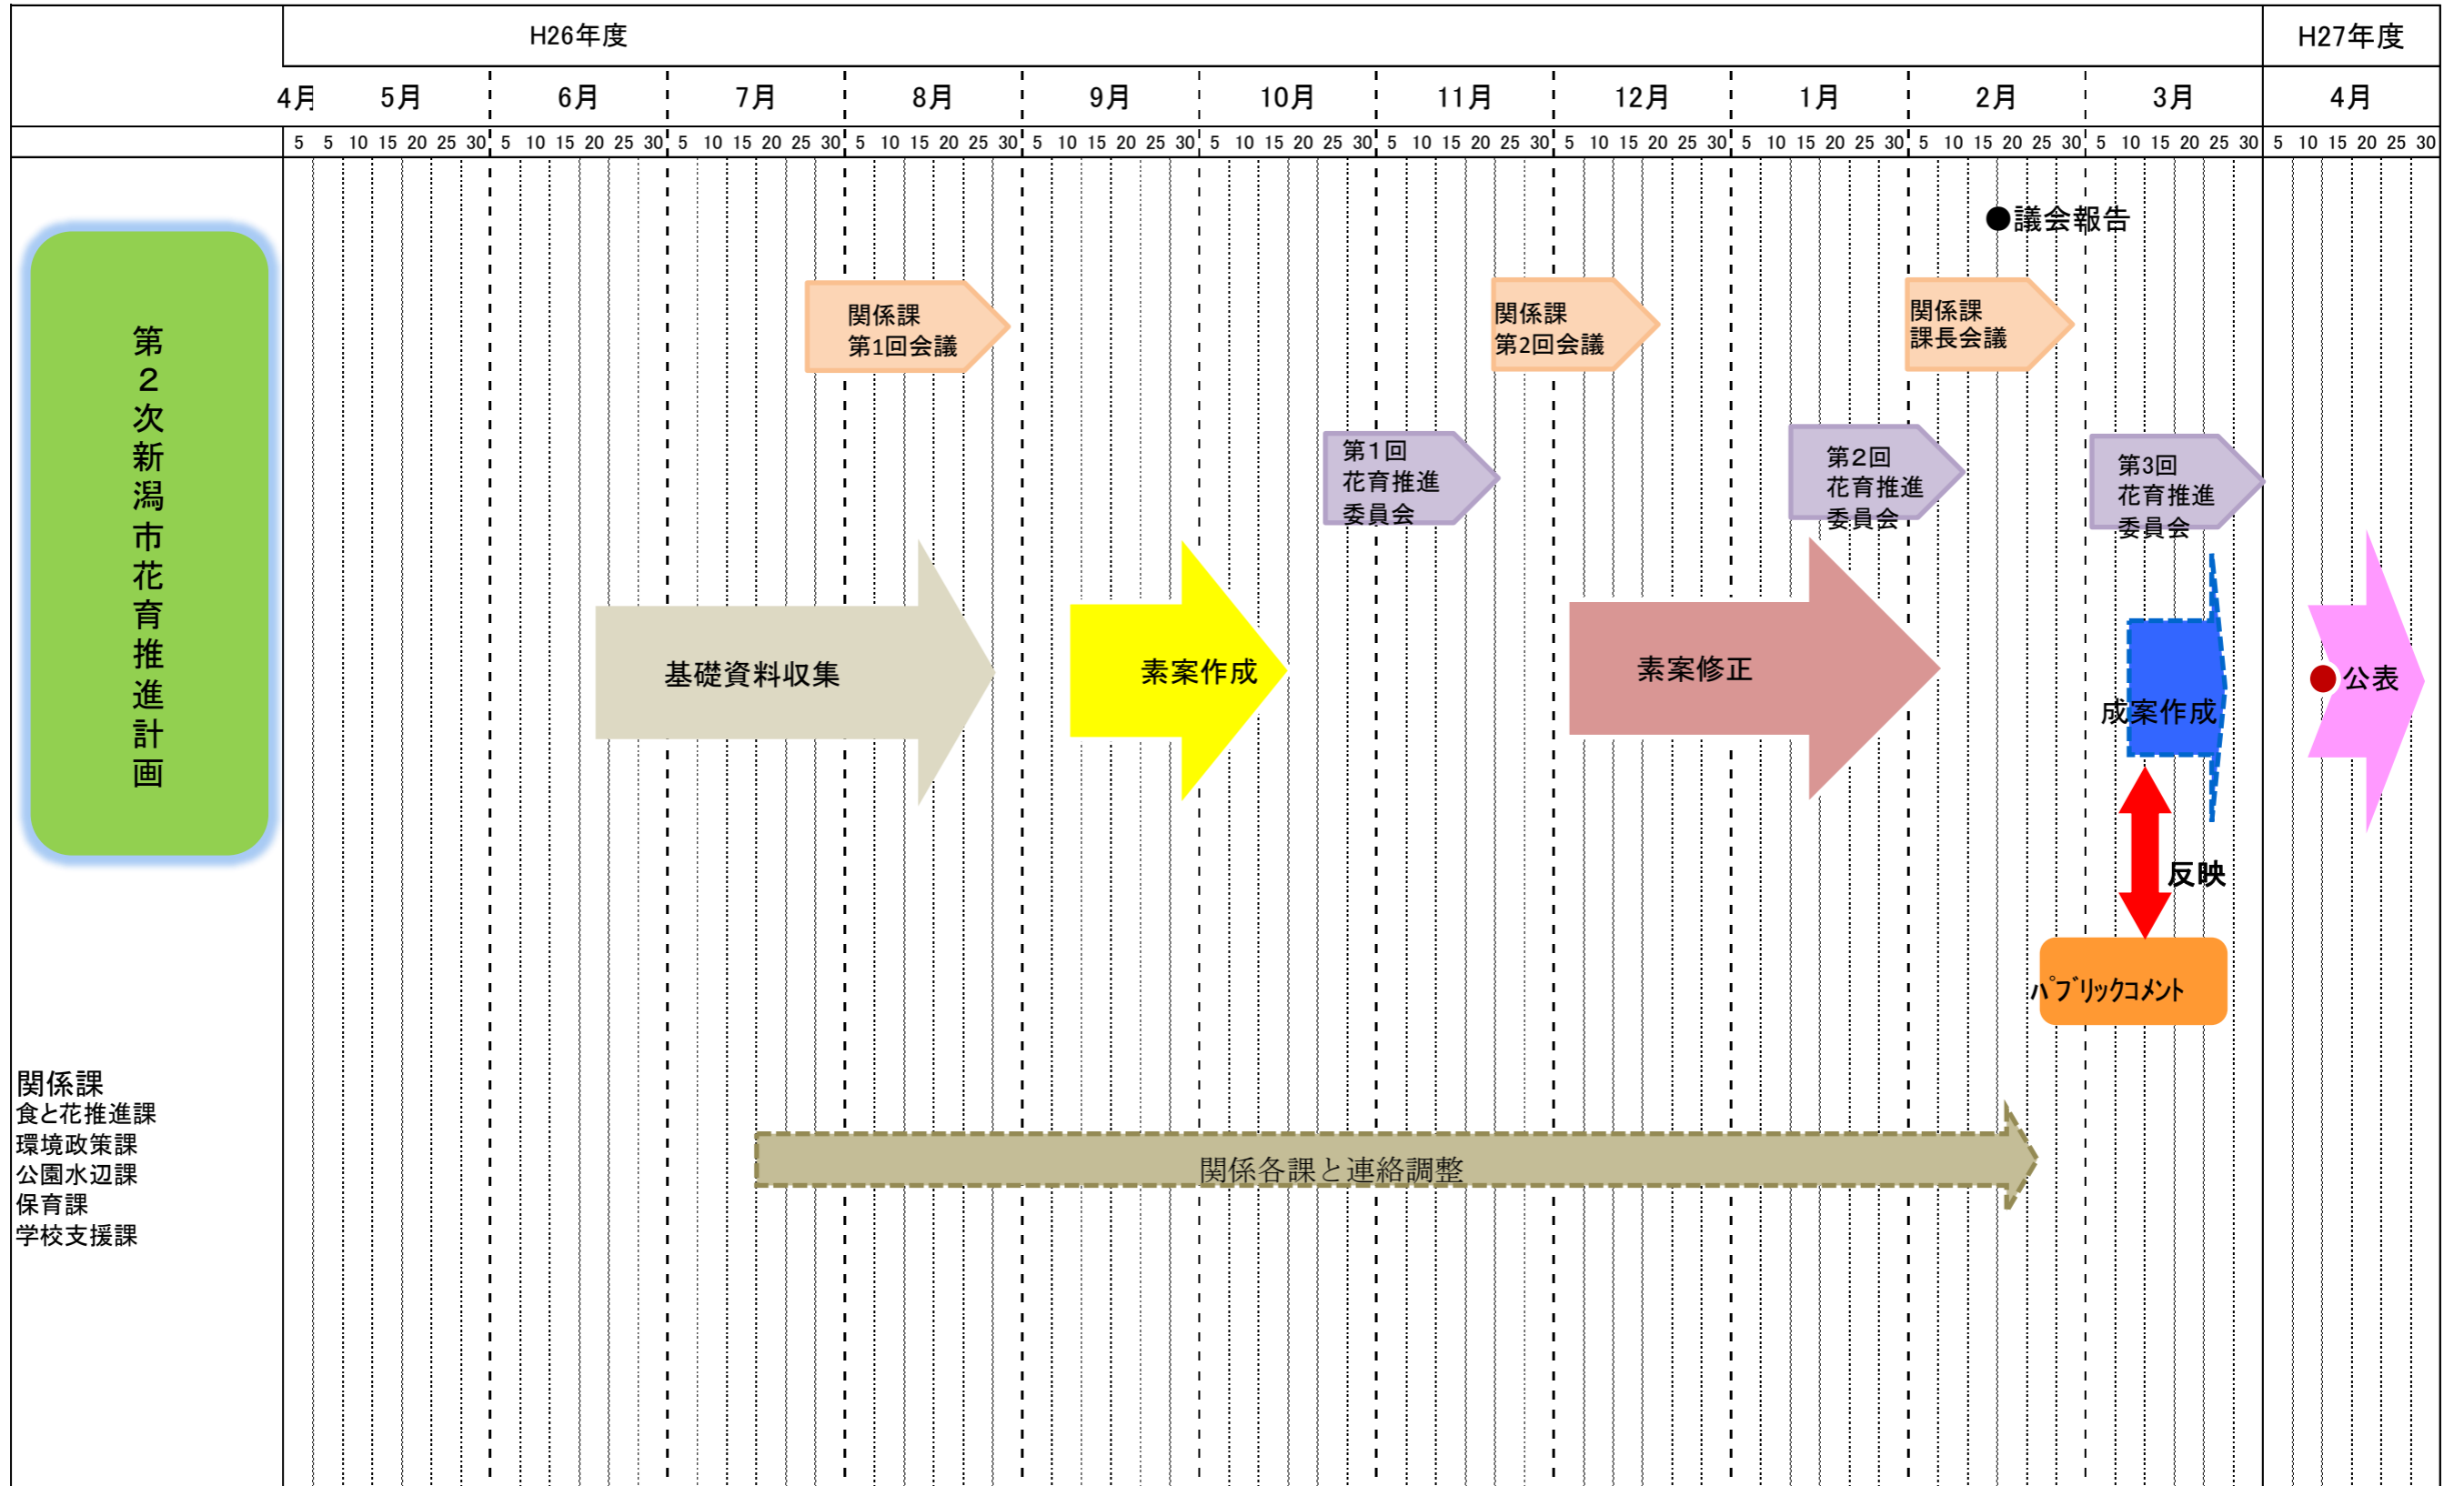 H26年度 H27年度
4月 5月 6月 7月 8月 9月 10月 11月 12月 1月 2月 3月 4月
5 5 10 15 20 25 30 5 10 15 20 25 30 5 10 15 20 25 30 5 10 15 20 25 30 5 10 15 20 25 30 5 10 15 20 25 30 5 10 15 20 25 30 5 10 15 20 25 30 5 10 15 20 25 30 5 10 15 20 25 30 5 10 15 20 25 30 5 10 15 20 25 30
第2次新潟市花育推進計画
●議会報告
関係課
第1回会議
関係課
第2回会議
関係課
課長会議
第1回
花育推進
委員会
第2回
花育推進
委員会
第3回
花育推進
委員会
基礎資料収集
素案作成
素案修正
成案作成
公表
反映
ﾊﾟﾌﾞﾘｯｸｺﾒﾝﾄ
関係課
食と花推進課
環境政策課
公園水辺課
保育課
学校支援課
関係各課と連絡調整